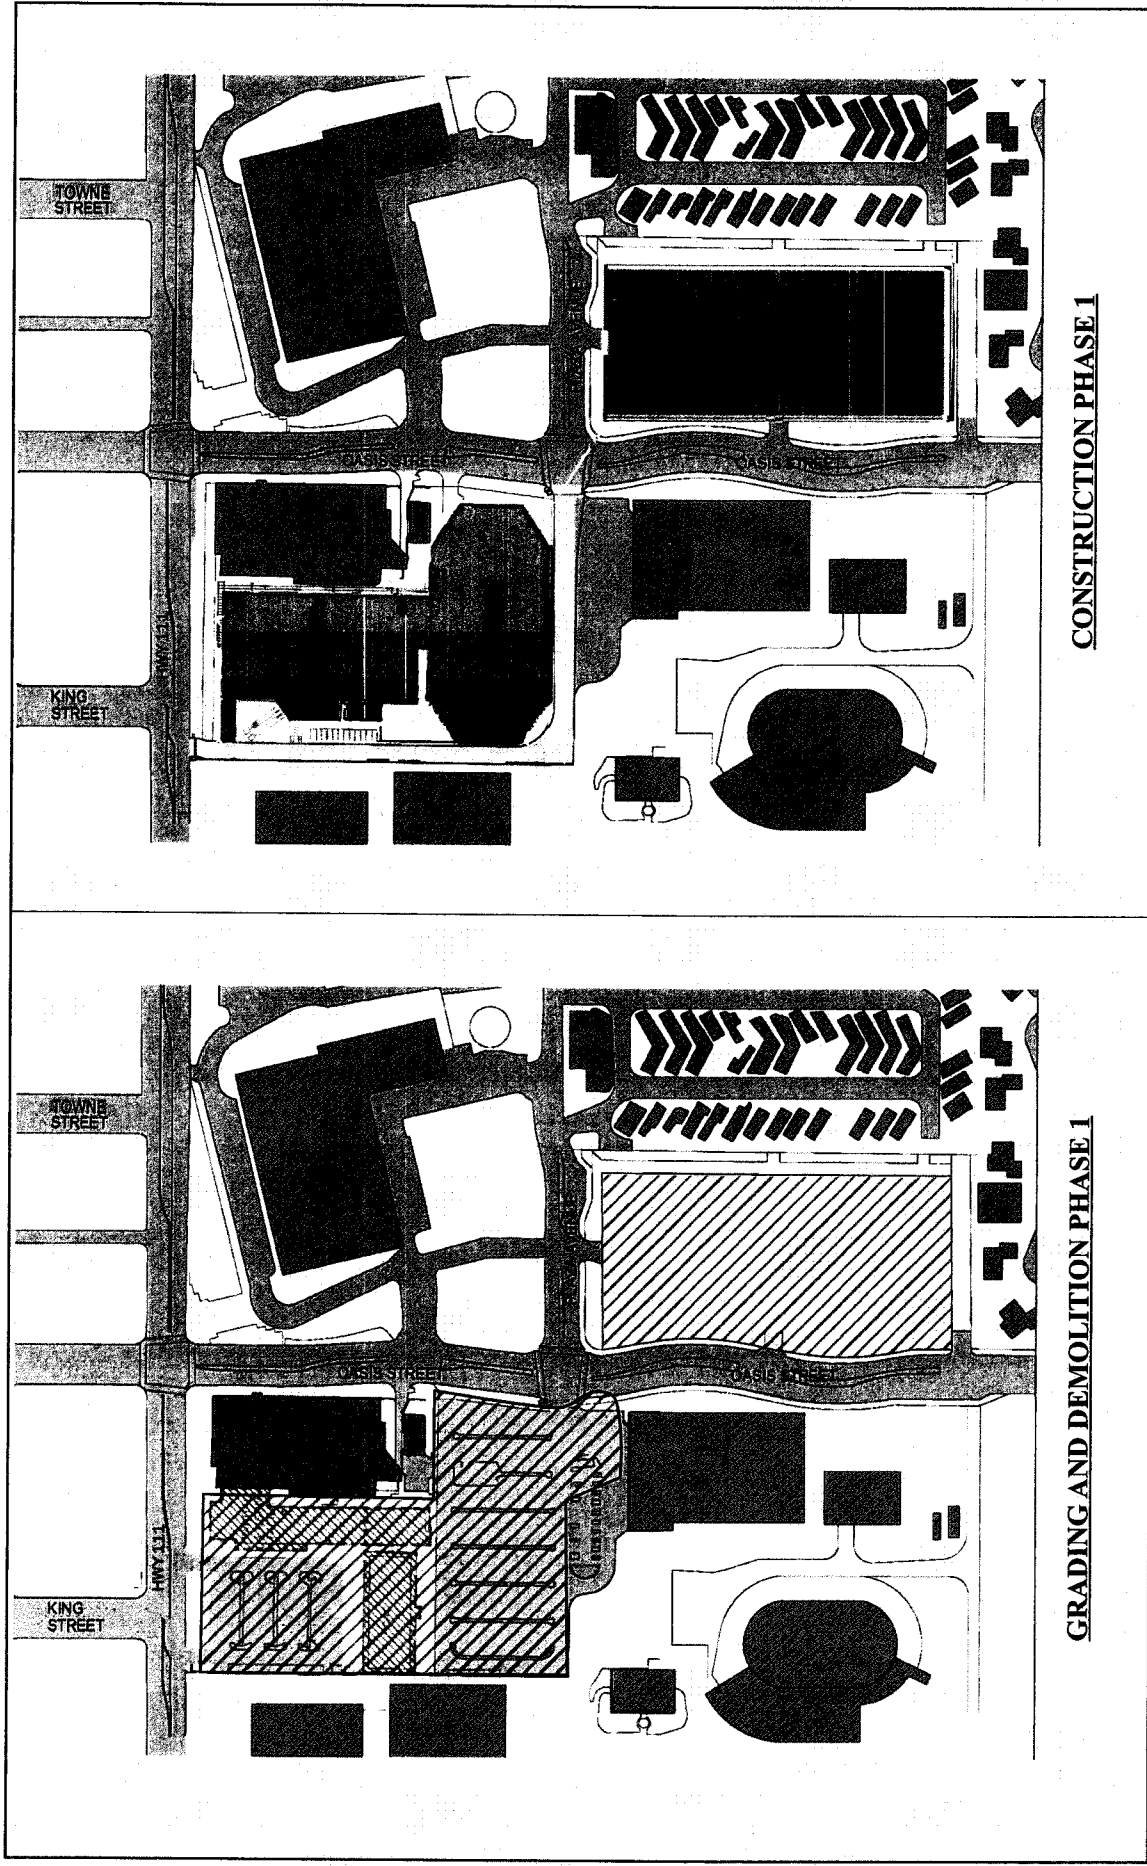 TOWNE
STREET
OASIS STREET
OASIS STREET
HWY 111
KING
STREET
CONSTRUCTION PHASE 1
TOWNE
STREET
OASIS STREET
OASIS STREET
HWY 111
KING
STREET
GRADING AND DEMOLITION PHASE 1